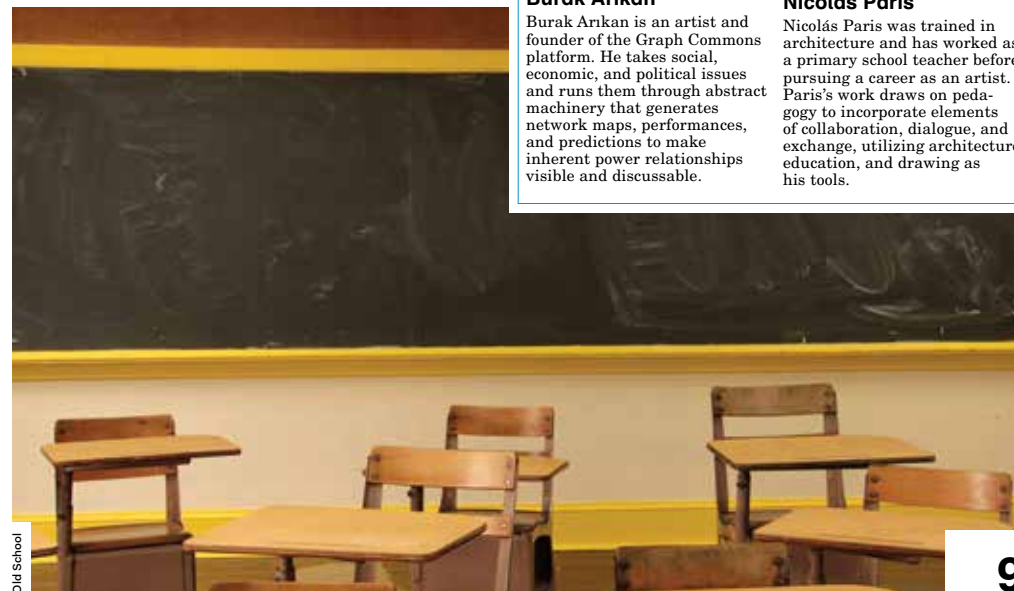 Burak Arıkan
Burak Arıkan is an artist and
founder of the Graph Commons
platform. He takes social,
economic, and political issues
and runs them through abstract
machinery that generates
network maps, performances,
and predictions to make
inherent power relationships
visible and discussable.
Nicolás Paris
Nicolás Paris was trained in
architecture and has worked as
a primary school teacher before
pursuing a career as an artist.
Paris’s work draws on peda-
gogy to incorporate elements
of collaboration, dialogue, and
exchange, utilizing architecture
education, and drawing as
his tools.
Old School
9